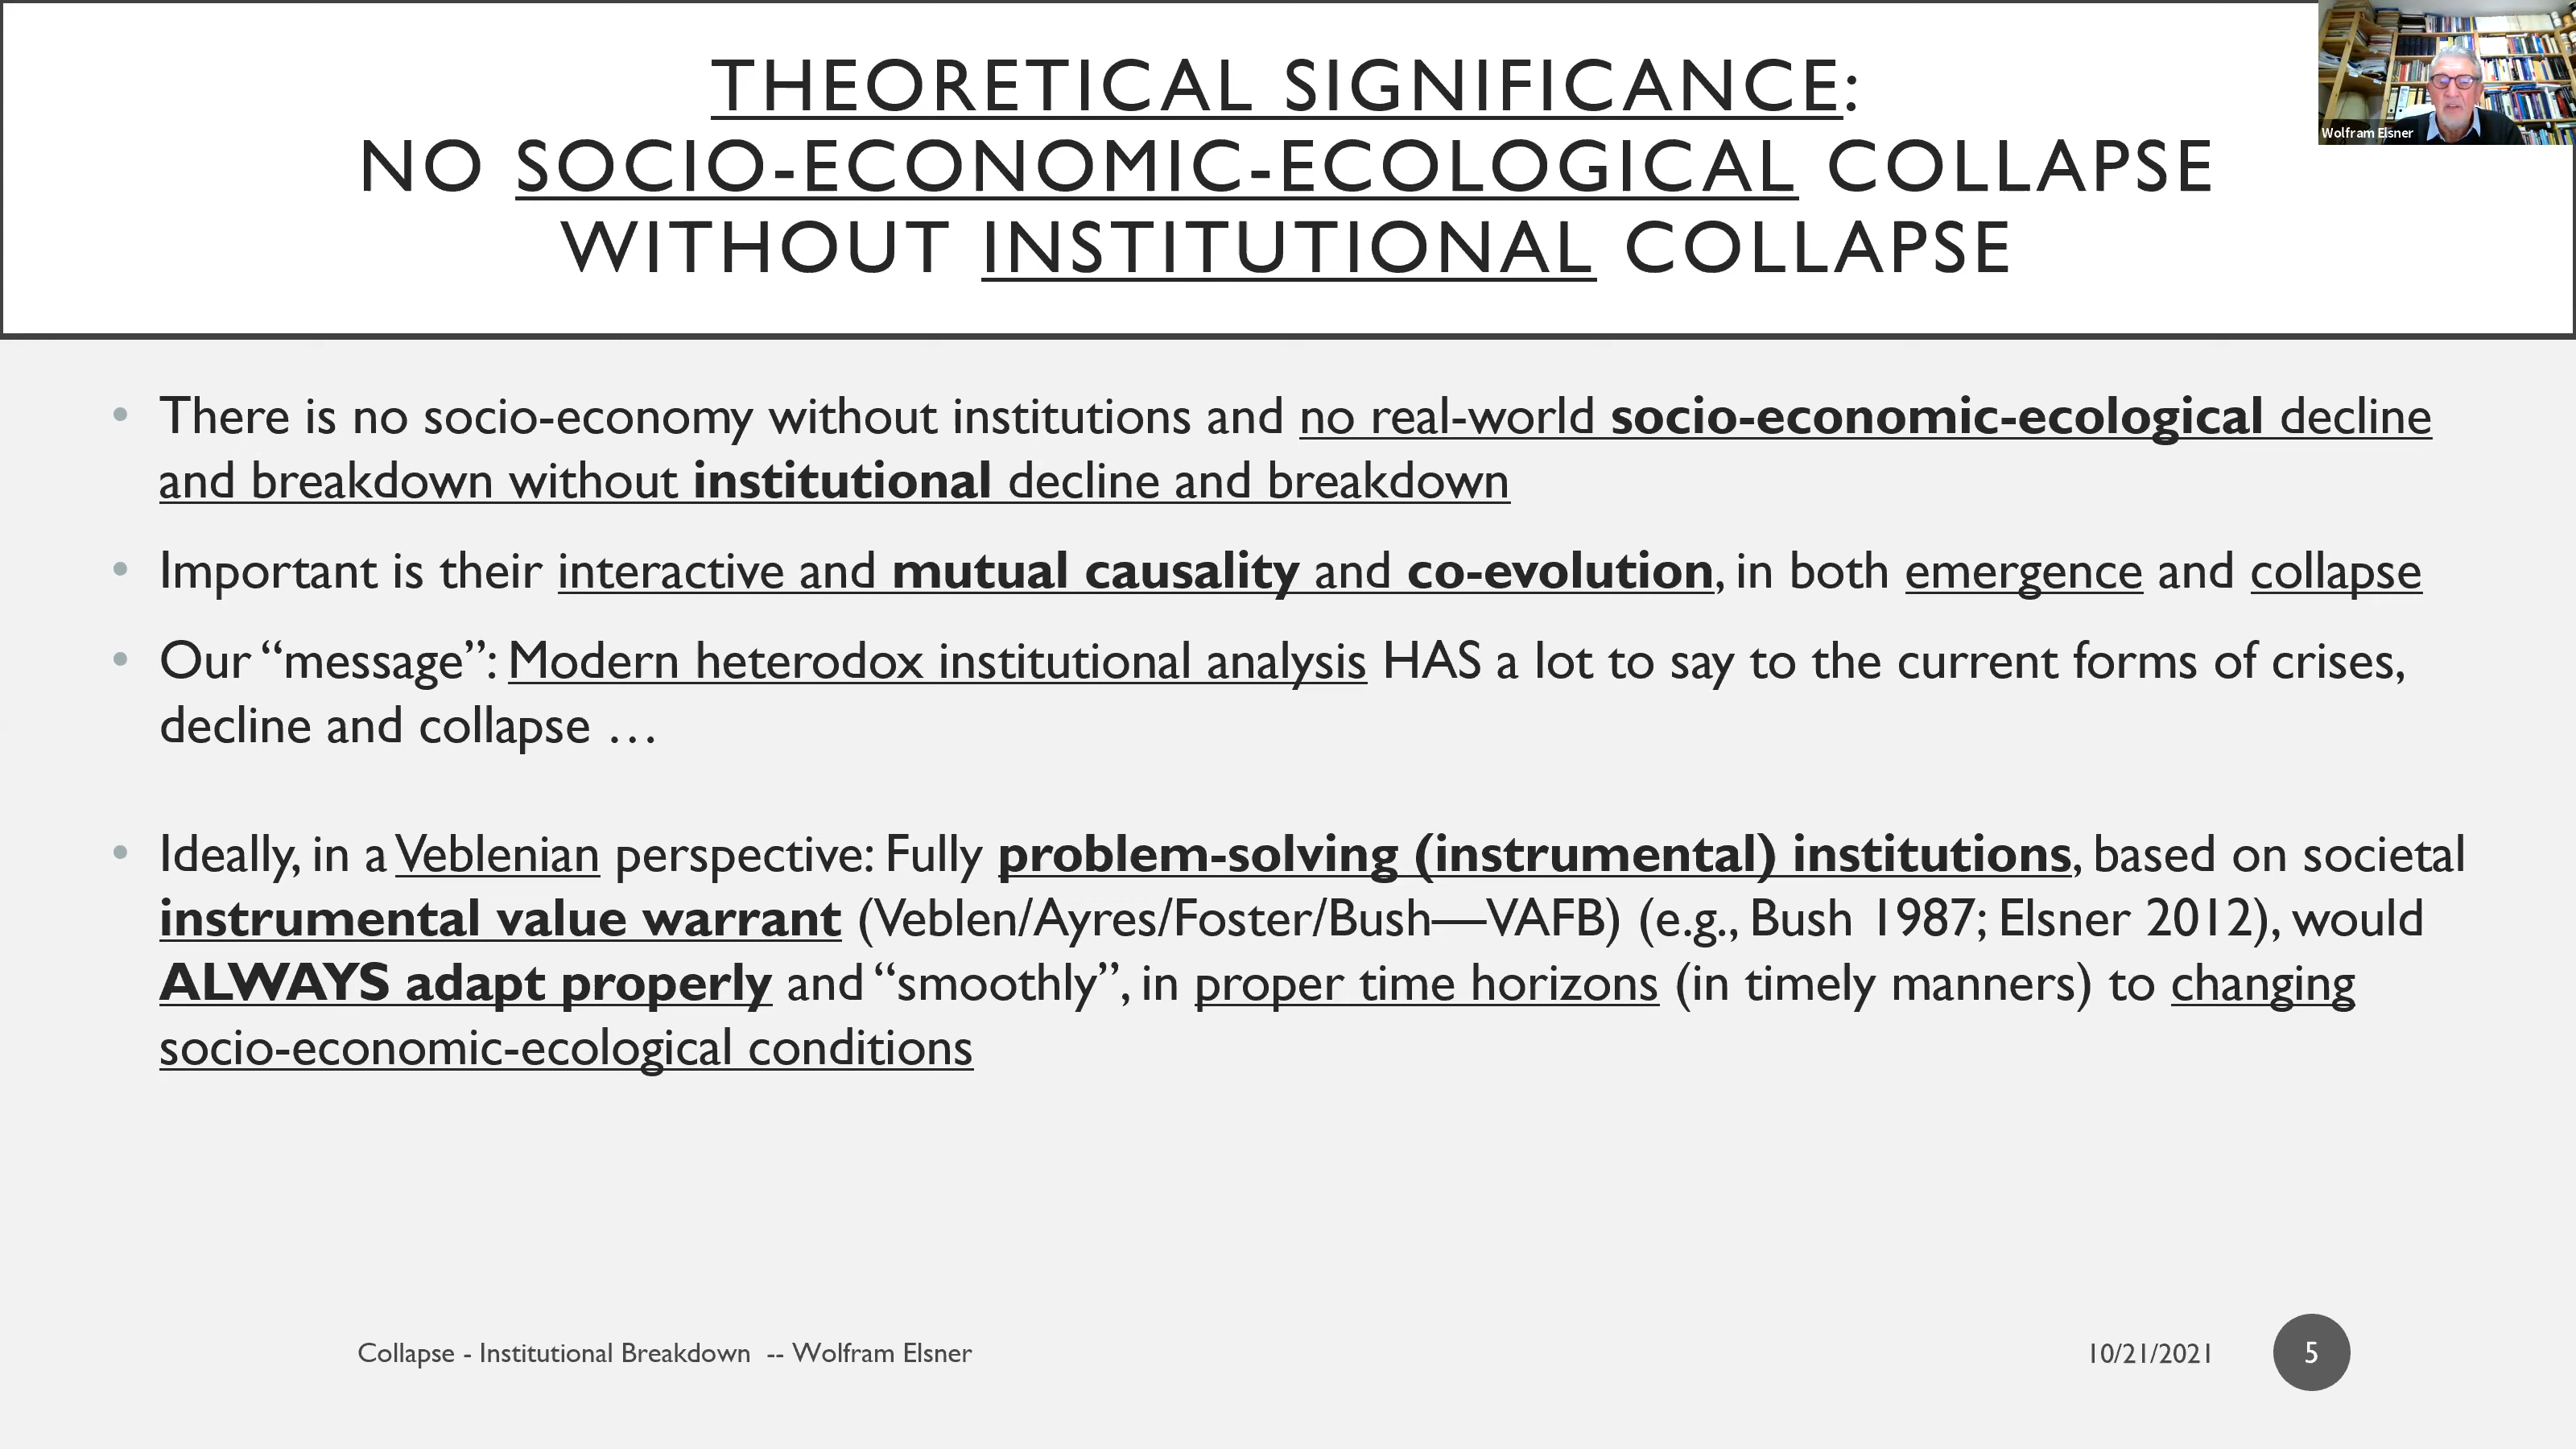 THEORETICAL SIGNIFICANCE:
NO SOCIO-ECONOMIC-ECOLOGICAL COLLAPSE
WITHOUT INSTITUTIONAL COLLAPSE
Wolfram Elsner
• There is no socio-economy without institutions and no real-world socio-economic-ecological decline
and breakdown without institutional decline and breakdown
• Important is their interactive and mutual causality and co-evolution, in both emergence and collapse
• Our “message”: Modern heterodox institutional analysis HAS a lot to say to the current forms of crises,
decline and collapse …
• Ideally, in a Veblenian perspective: Fully problem-solving (instrumental) institutions, based on societal
instrumental value warrant (Veblen/Ayres/Foster/Bush—VAFB) (e.g., Bush 1987; Elsner 2012), would
ALWAYS adapt properly and “smoothly”, in proper time horizons (in timely manners) to changing
socio-economic-ecological conditions
Collapse - Institutional Breakdown -- Wolfram Elsner
10/21/2021
5